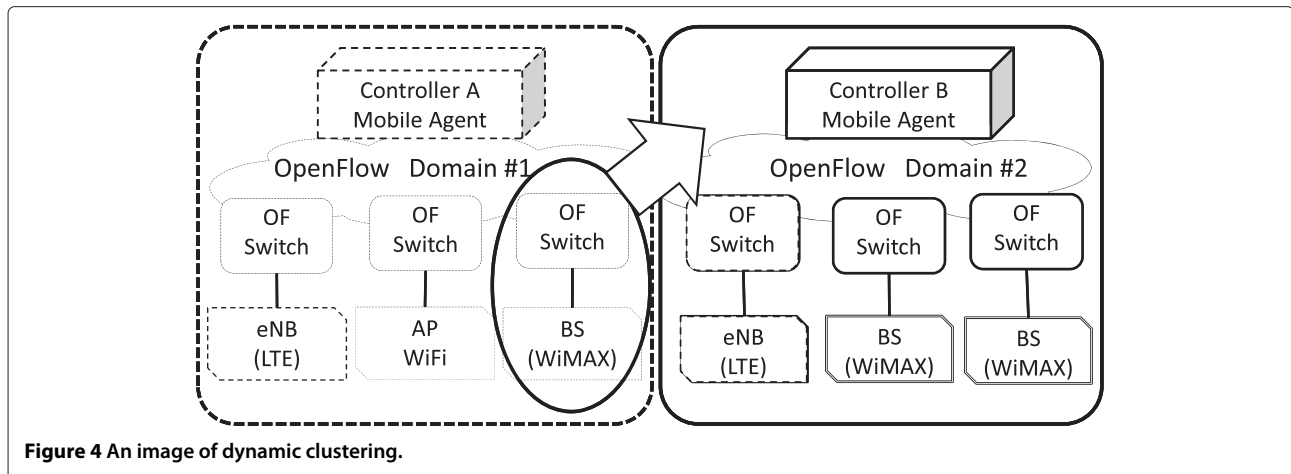 Controller A
Mobile Agent
OpenFlow Domain #1
OF
Switch
OF
Switch
OF
Switch
eNB
(LTE)
AP
WiFi
BS
(WiMAX)
Controller B
Mobile Agent
OpenFlow Domain #2
OF
Switch
OF
Switch
OF
Switch
eNB
(LTE)
BS
(WiMAX)
BS
(WiMAX)
Figure 4 An image of dynamic clustering.